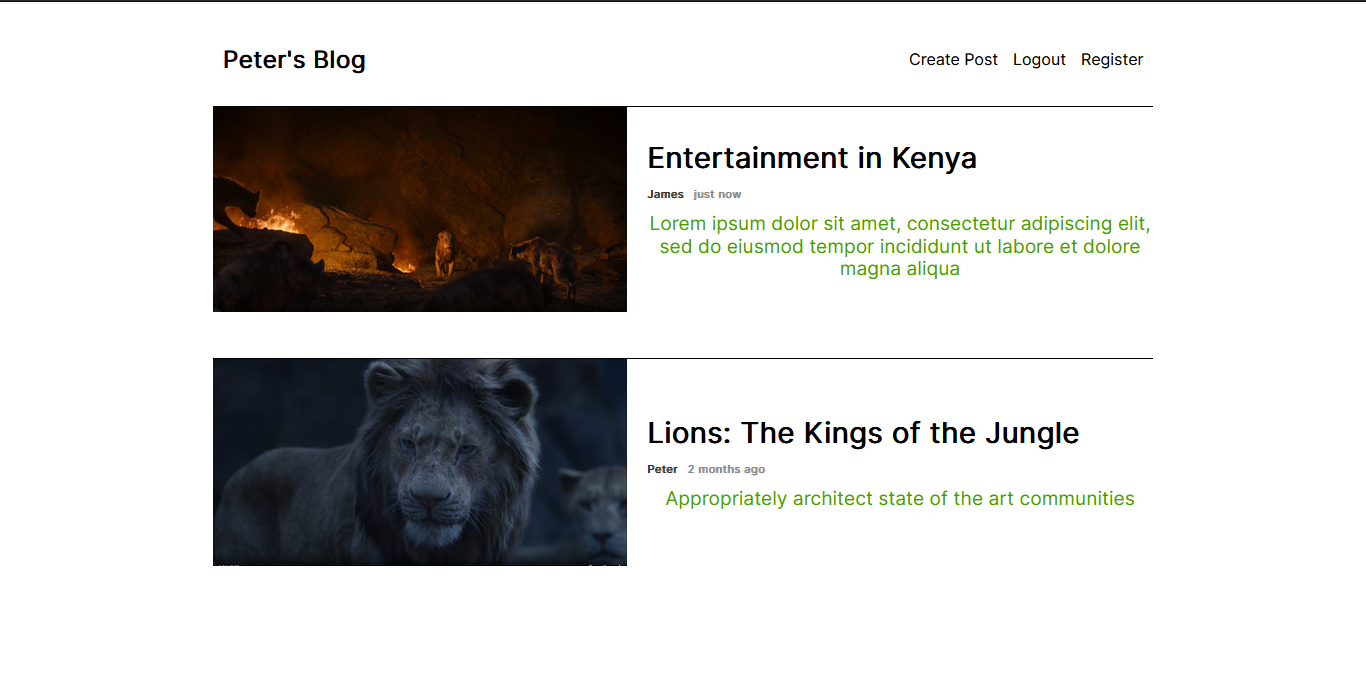 Peter's Blog
Create Post Logout Register
Entertainment in Kenya
James just now
Lorem ipsum dolor sit amet, consectetur adipiscing elit,
sed do eiusmod tempor incididunt ut labore et dolore
magna aliqua
Lions: The Kings of the Jungle
Peter 2 months ago
Appropriately architect state of the art communities